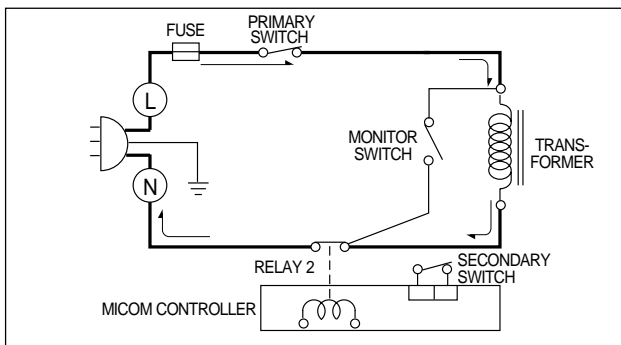 FUSE
PRIMARY
SWITCH
L
MONITOR
SWITCH
TRANS-
FORMER
N
RELAY 2
SECONDARY
SWITCH
MICOM CONTROLLER